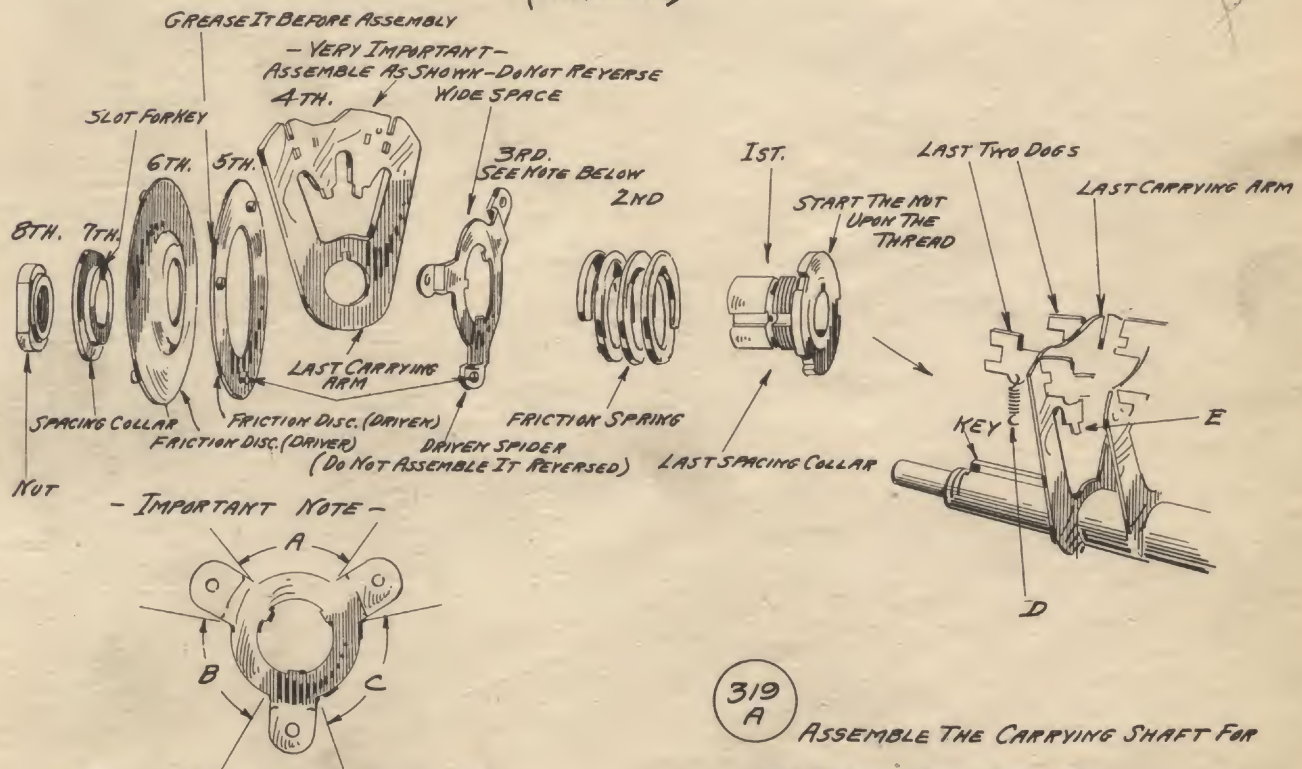 GREASE IT BEFORE ASSEMBLY
- VERY IMPORTANT -
ASSEMBLE AS SHOWN - DO NOT REVERSE
4TH.
WIDE SPACE
SLOT FOR KEY
6TH.
5TH.
3RD.
SEE NOTE BELOW
2ND
1ST.
LAST TWO DOGS
LAST CARRYING ARM
START THE NUT
UPON THE
THREAD
8TH.
7TH.
LAST CARRYING
ARM
SPACING COLLAR
FRICTION DISC. (DRIVEN)
FRICTION DISC. (DRIVER)
DRIVEN SPIDER
(DO NOT ASSEMBLE IT REVERSED)
FRICTION SPRING
LAST SPACING COLLAR
KEY
E
NUT
- IMPORTANT NOTE -
A
D
B
C
319
A
ASSEMBLE THE CARRYING SHAFT FOR